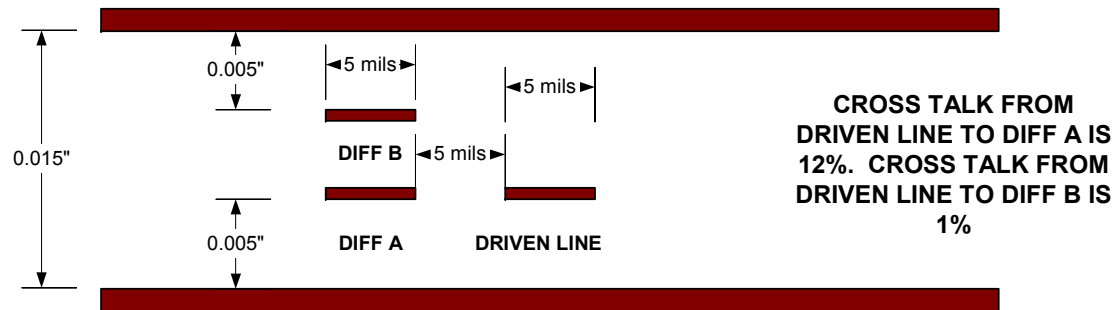 0.005"
5 mils
5 mils
CROSS TALK FROM
DRIVEN LINE TO DIFF A IS
12%. CROSS TALK FROM
DRIVEN LINE TO DIFF B IS
1%
0.015"
DIFF B
5 mils
0.005"
DIFF A
DRIVEN LINE